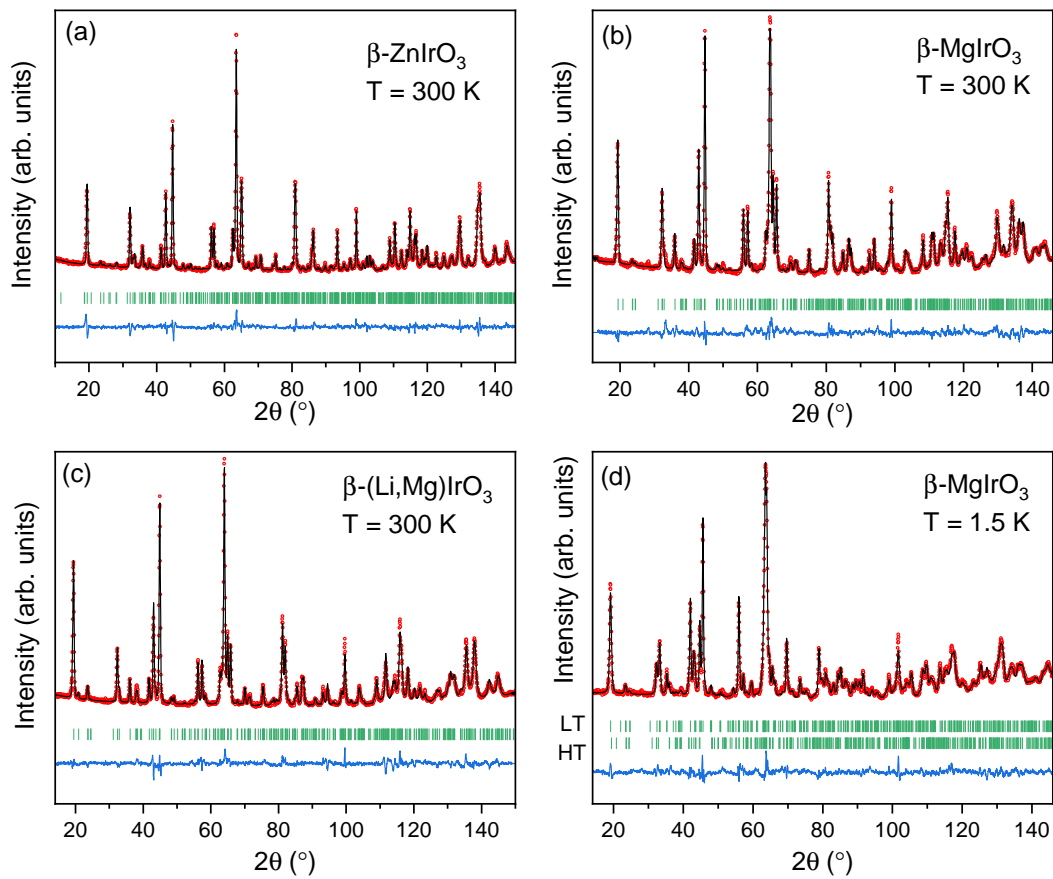 (a)
β-ZnIrO₃
T = 300 K
Intensity (arb. units)
20 40 60 80 100 120 140
2θ (°)
(b)
β-MgIrO₃
T = 300 K
Intensity (arb. units)
20 40 60 80 100 120 140
2θ (°)
(c)
β-(Li,Mg)IrO₃
T = 300 K
Intensity (arb. units)
20 40 60 80 100 120 140
2θ (°)
(d)
β-MgIrO₃
T = 1.5 K
Intensity (arb. units)
LT
HT
20 40 60 80 100 120 140
2θ (°)